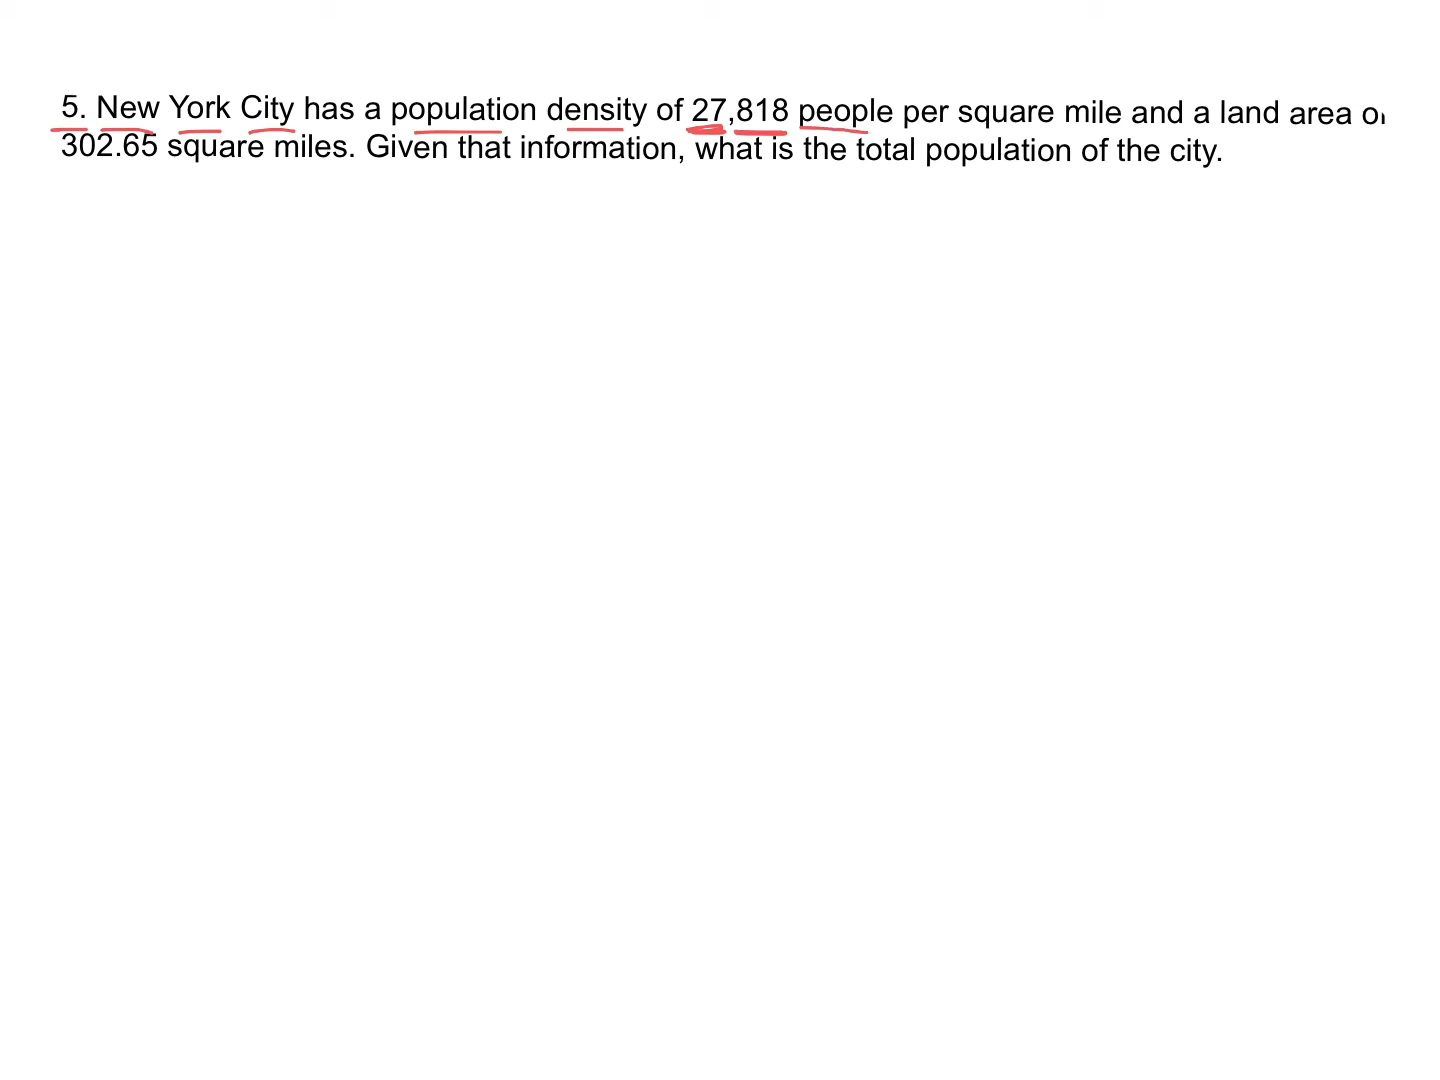 5. New York City has a population density of 27,818 people per square mile and a land area of
302.65 square miles. Given that information, what is the total population of the city.